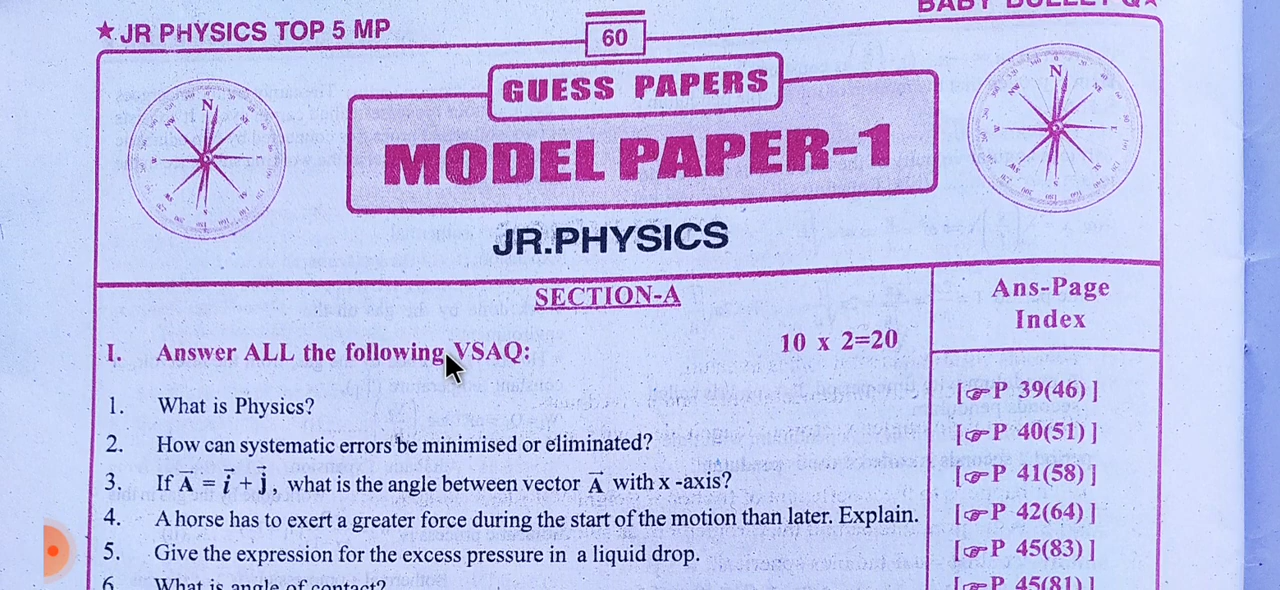 ★JR PHYSICS TOP 5 MP
60
GUESS PAPERS
MODEL PAPER-1
JR.PHYSICS
SECTION-A
Ans-Page
Index
I. Answer ALL the following VSAQ: 10 x 2=20
1. What is Physics? [☞P 39(46)]
2. How can systematic errors be minimised or eliminated? [☞P 40(51)]
3. If A⃗ = i⃗ + j⃗, what is the angle between vector A⃗ with x -axis? [☞P 41(58)]
4. A horse has to exert a greater force during the start of the motion than later. Explain. [☞P 42(64)]
5. Give the expression for the excess pressure in a liquid drop. [☞P 45(83)]
6. What is angle of contact? [☞P 45(81)]